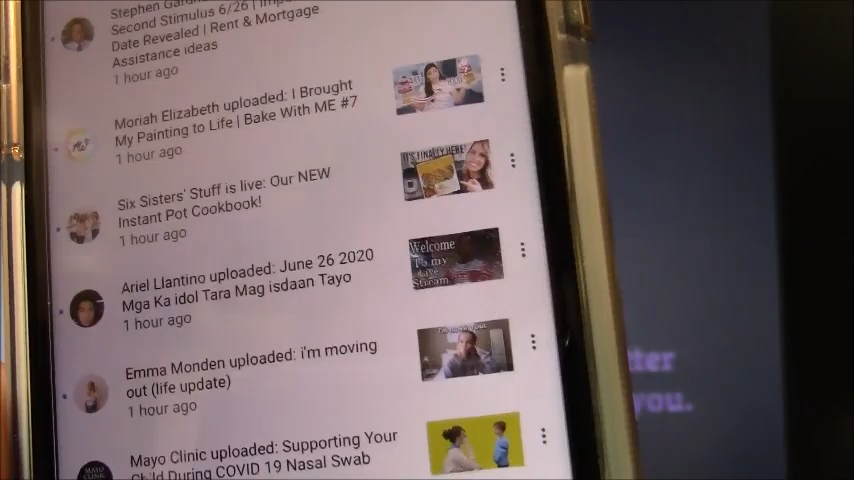 Stephen
Second Stimulus 6/26 |
Date Revealed | Rent & Mortgage
Assistance ideas
1 hour ago
Moriah Elizabeth uploaded: I Brought
My Painting to Life | Bake With ME #7
1 hour ago
Six Sisters' Stuff is live: Our NEW
Instant Pot Cookbook!
1 hour ago
IT'S FINALLY HERE!
Ariel Llantino uploaded: June 26 2020
Mga Ka idol Tara Mag isdaan Tayo
1 hour ago
Welcome
To my
Live
Stream
Emma Monden uploaded: i'm moving
out (life update)
1 hour ago
Mayo Clinic uploaded: Supporting Your
Child During COVID 19 Nasal Swab
MAYO
CLINIC
tter
you.